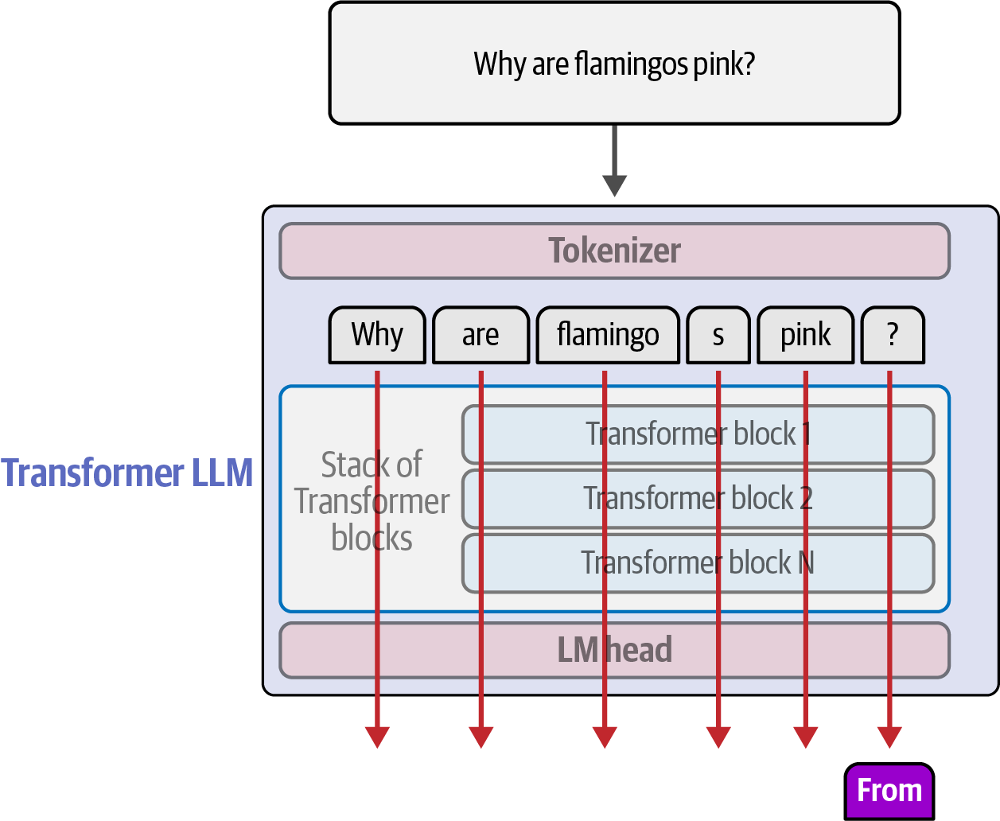 Why are flamingos pink?
Tokenizer
Why are flamingo s pink ?
Transformer LLM
Stack of
Transformer
blocks
Transformer block 1
Transformer block 2
Transformer block N
LM head
From